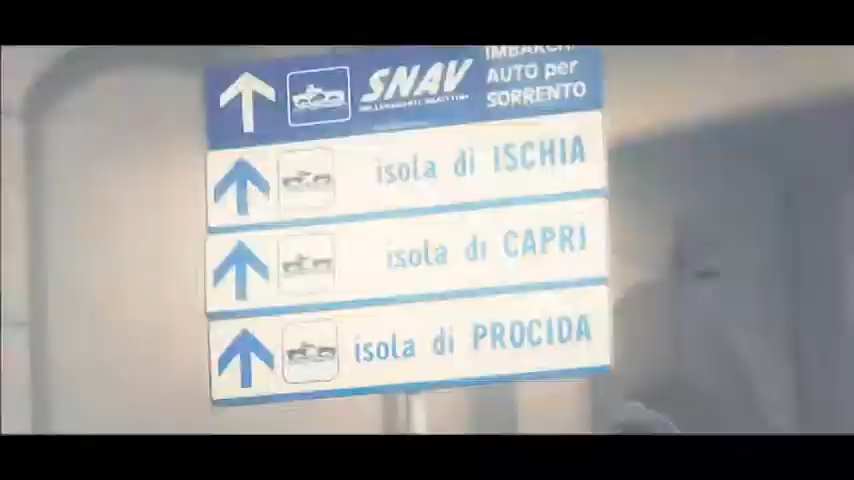 IMBARCHI
SNAV AUTO per
SORRENTO
isola di ISCHIA
isola di CAPRI
isola di PROCIDA